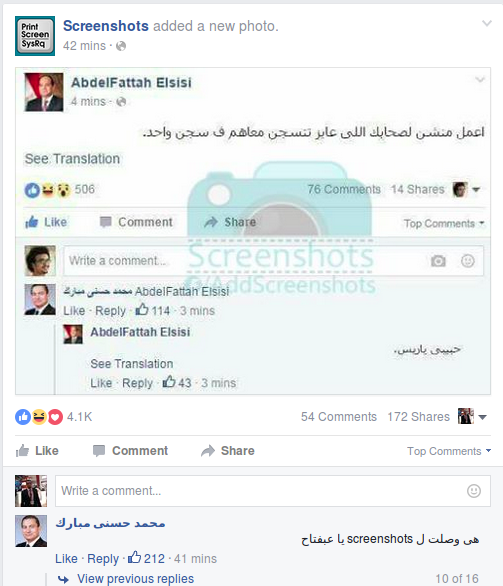 Print
Screen
SysRq
Screenshots added a new photo.
42 mins ·
AbdelFattah Elsisi
4 mins ·
اعمل منشن لصحابك اللى عايز تتسجن معاهم ف سجن واحد.
See Translation
506
76 Comments 14 Shares
Like Comment Share Top Comments
Screenshots
Write a comment...
/AddScreenshots
محمد حسنى مبارك AbdelFattah Elsisi
Like · Reply · 114 · 3 mins
AbdelFattah Elsisi
حبيبى ياريس.
See Translation
Like · Reply · 43 · 3 mins
4.1K
54 Comments 172 Shares
Like Comment Share Top Comments
Write a comment...
محمد حسنى مبارك
هى وصلت ل screenshots يا عبفتاح
Like · Reply · 212 · 41 mins
View previous replies 10 of 16